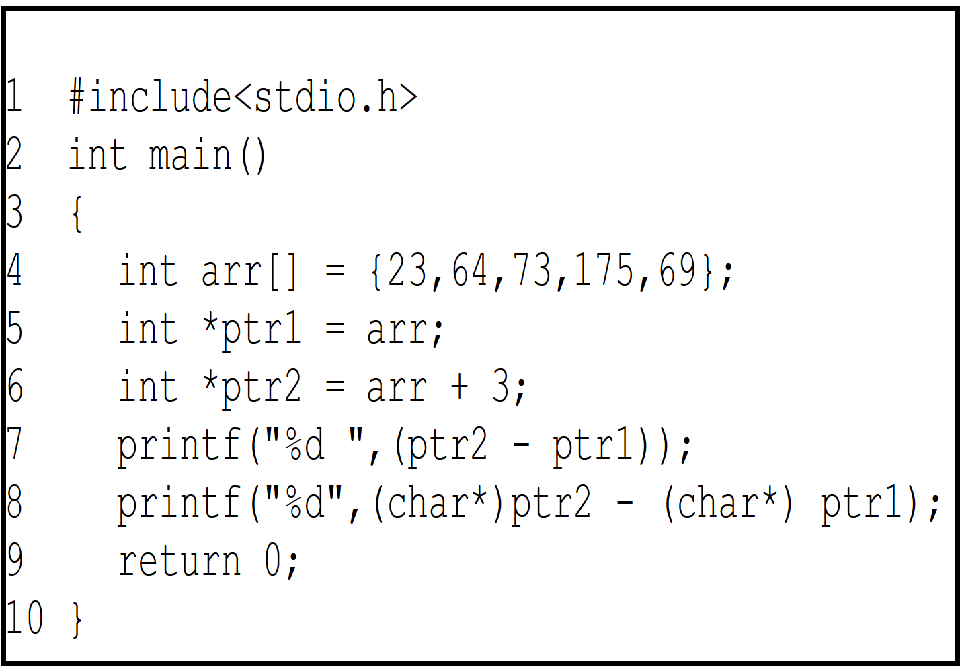 1 #include<stdio.h>
2 int main()
3 {
4 int arr[] = {23,64,73,175,69};
5 int *ptr1 = arr;
6 int *ptr2 = arr + 3;
7 printf("%d ",(ptr2 - ptr1));
8 printf("%d",(char*)ptr2 - (char*) ptr1);
9 return 0;
10 }